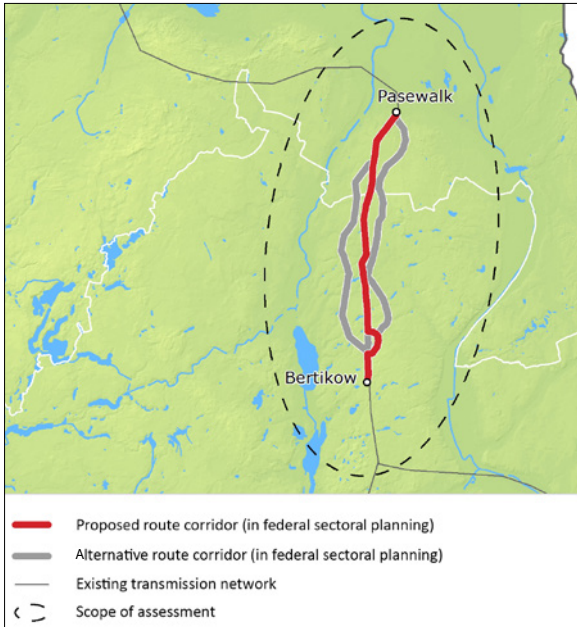 Pasewalk
Bertikow
Proposed route corridor (in federal sectoral planning)
Alternative route corridor (in federal sectoral planning)
Existing transmission network
Scope of assessment